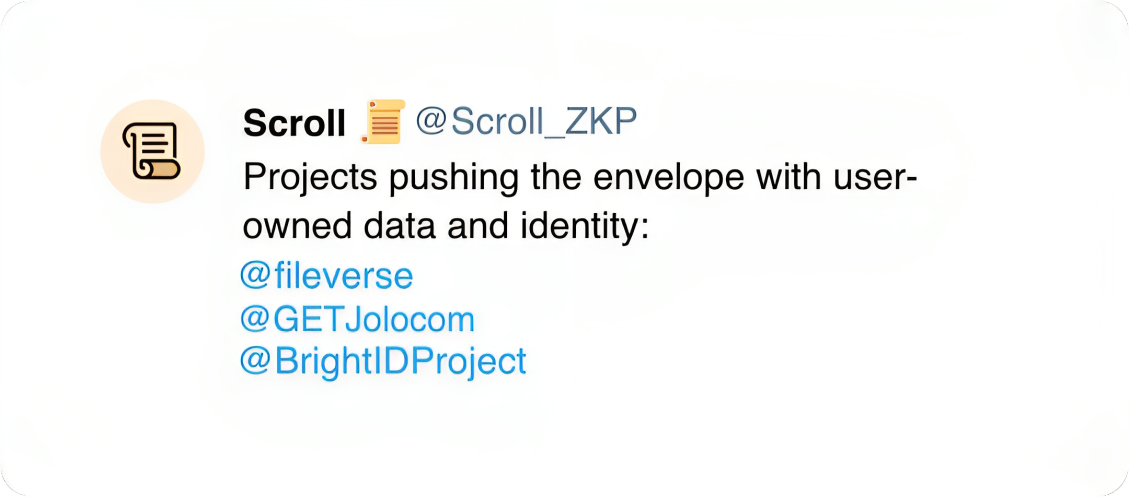 Scroll 📜 @Scroll_ZKP
Projects pushing the envelope with user-
owned data and identity:
@fileverse
@GETJolocom
@BrightIDProject